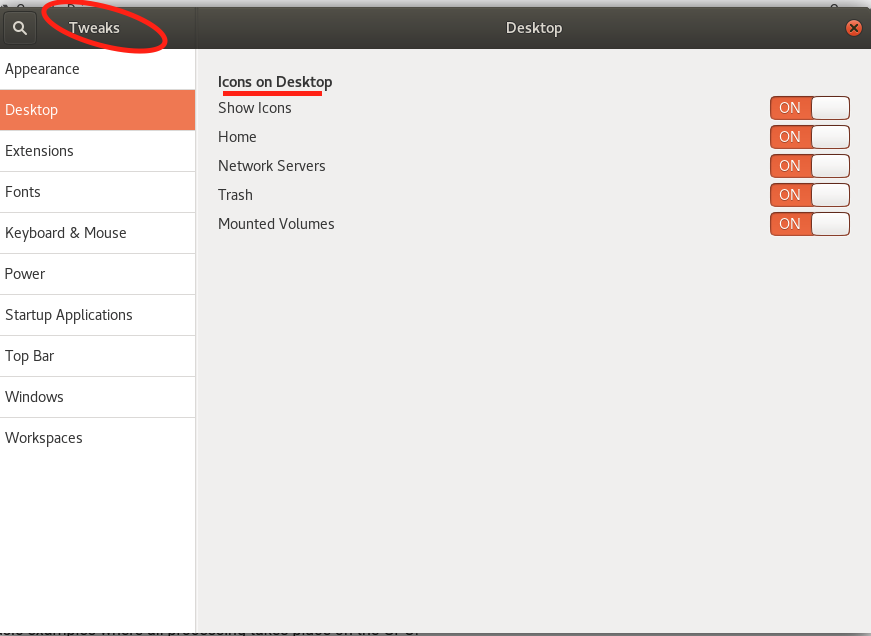 Tweaks
Desktop
Appearance
Desktop
Extensions
Fonts
Keyboard & Mouse
Power
Startup Applications
Top Bar
Windows
Workspaces
Icons on Desktop
Show Icons ON
Home ON
Network Servers ON
Trash ON
Mounted Volumes ON